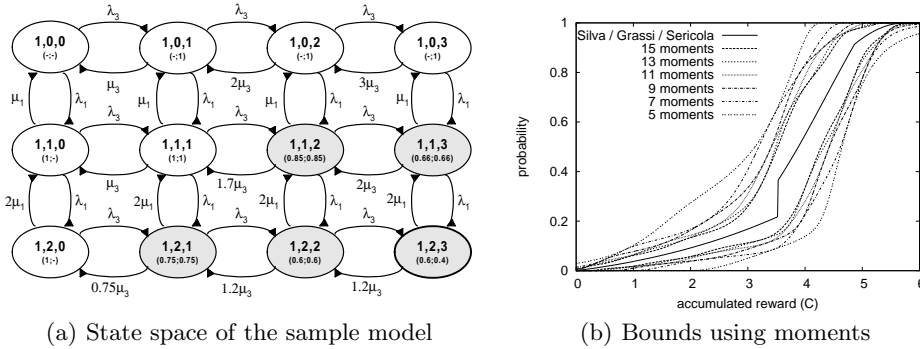 λ3 λ3 λ3
1,0,0 1,0,1 1,0,2 1,0,3
(-;-) (-;1) (-;1) (-;1)
μ3 2μ3 3μ3
μ1 λ1 μ1 λ1 μ1 λ1 μ1 λ1
λ3 λ3 λ3
1,1,0 1,1,1 1,1,2 1,1,3
(1;-) (1;1) (0.85;0.85) (0.66;0.66)
μ3 1.7μ3 2μ3
2μ1 λ1 2μ1 λ1 2μ1 λ1 2μ1 λ1
λ3 λ3 λ3
1,2,0 1,2,1 1,2,2 1,2,3
(1;-) (0.75;0.75) (0.6;0.6) (0.6;0.4)
0.75μ3 1.2μ3 1.2μ3
(a) State space of the sample model
1
0.8
0.6
0.4
0.2
0
probability
Silva / Grassi / Sericola
15 moments
13 moments
11 moments
9 moments
7 moments
5 moments
0 1 2 3 4 5 6
accumulated reward (C)
(b) Bounds using moments